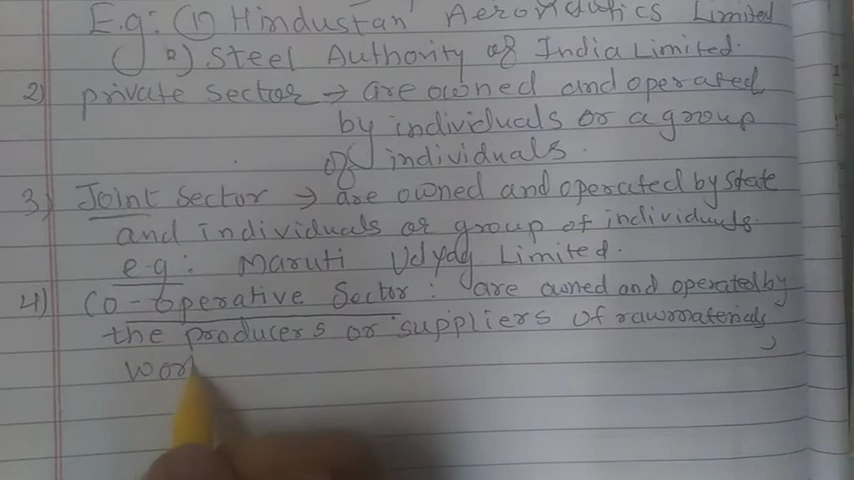 E.g: (1) Hindustan Aeronautics Limited
(2) Steel Authority of India Limited.
2) private sector → are owned and operated
by individuals or a group
of individuals.
3) Joint Sector → are owned and operated by State
and individuals or group of individuals.
e.g: Maruti Udyog Limited.
4) Co-operative Sector: are owned and operated by
the producers or suppliers of raw materials,
wor